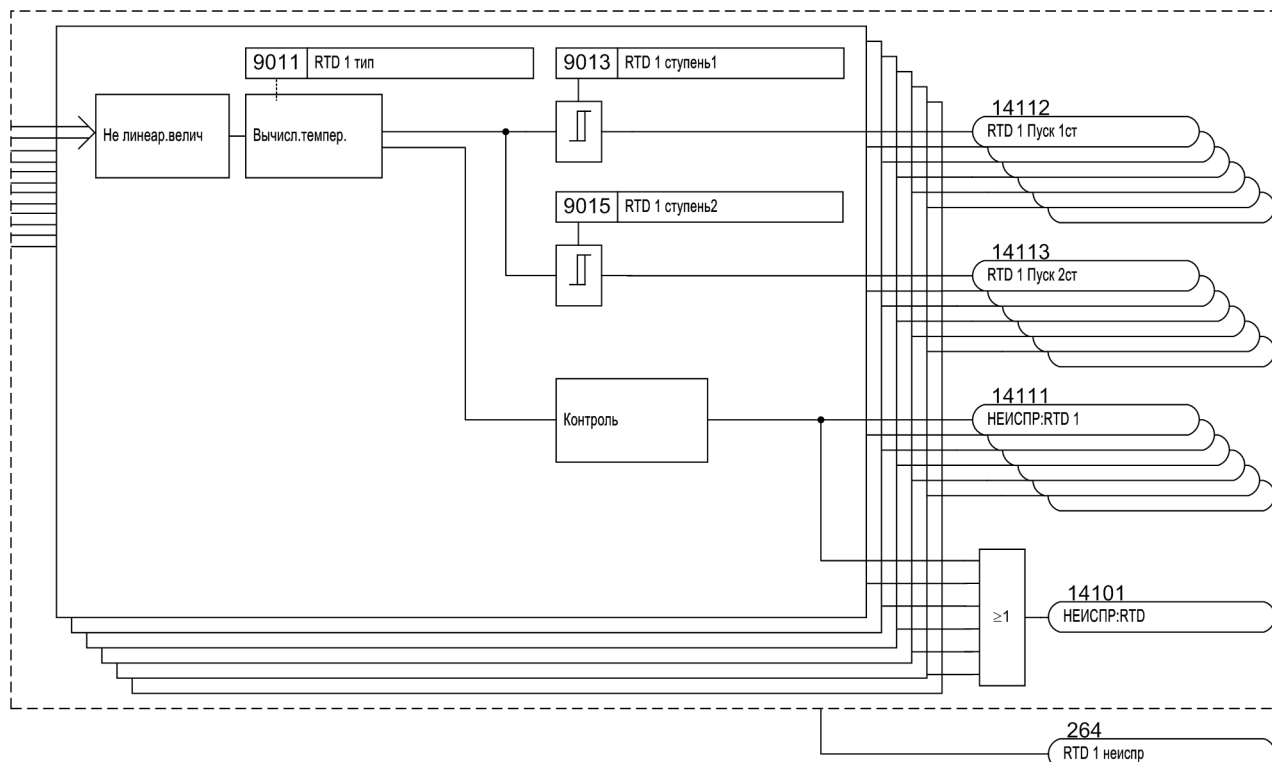 9011 RTD 1 тип
9013 RTD 1 ступень1
Не линеар.велич
Вычисл.темпер.
14112
RTD 1 Пуск 1ст
9015 RTD 1 ступень2
14113
RTD 1 Пуск 2ст
Контроль
14111
НЕИСПР:RTD 1
≥1
14101
НЕИСПР:RTD
264
RTD 1 неиспр